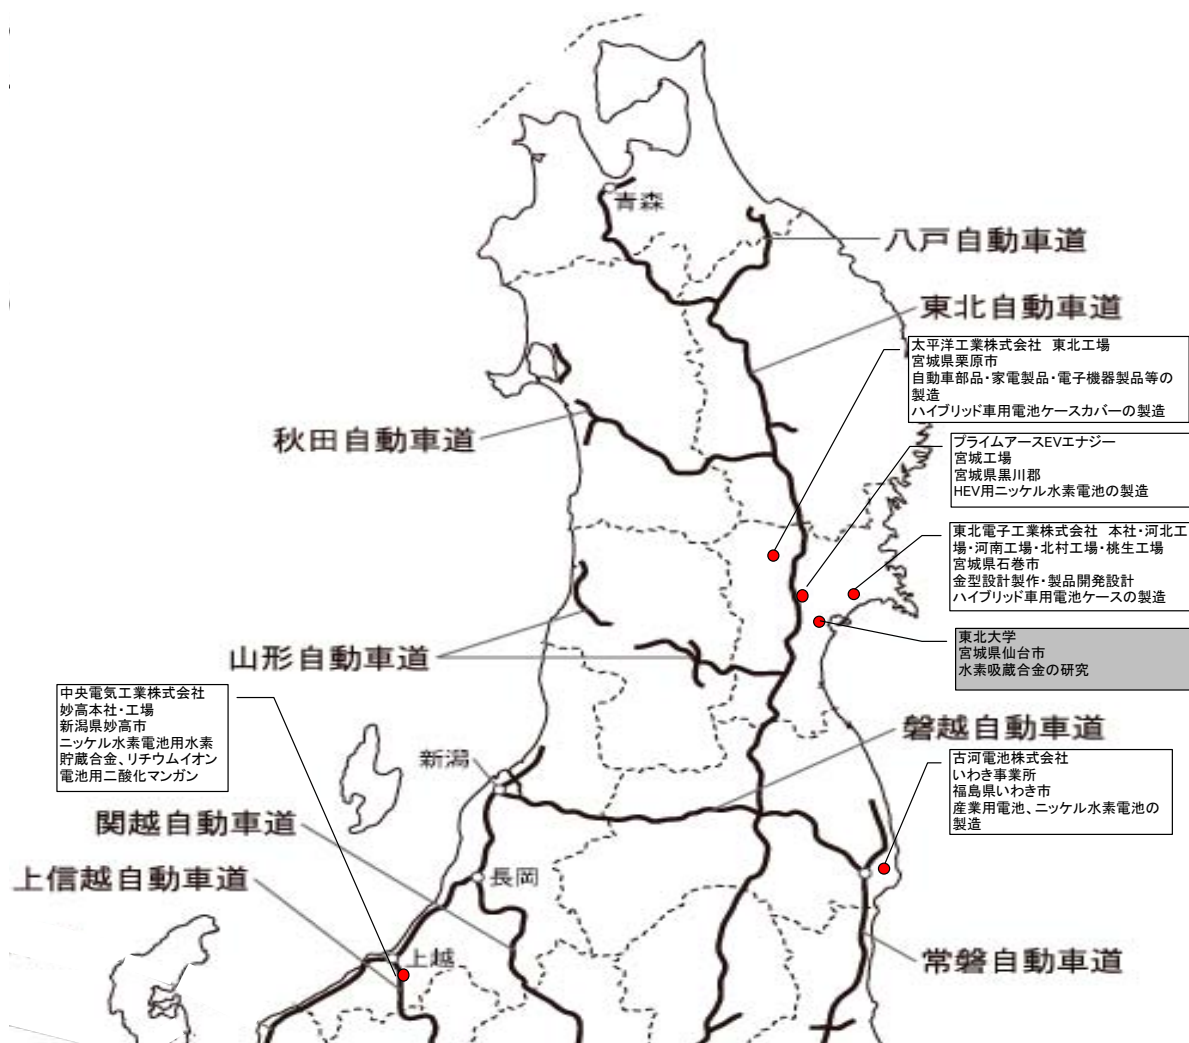 青森
八戸自動車道
東北自動車道
太平洋工業株式会社　東北工場
宮城県栗原市
自動車部品・家電製品・電子機器製品等の
製造
ハイブリッド車用電池ケースカバーの製造
秋田自動車道
プライムアースEVエナジー
宮城工場
宮城県黒川郡
HEV用ニッケル水素電池の製造
東北電子工業株式会社　本社・河北工
場・河南工場・北村工場・桃生工場
宮城県石巻市
金型設計製作・製品開発設計
ハイブリッド車用電池ケースの製造
東北大学
宮城県仙台市
水素吸蔵合金の研究
山形自動車道
中央電気工業株式会社
妙高本社・工場
新潟県妙高市
ニッケル水素電池用水素
貯蔵合金、リチウムイオン
電池用二酸化マンガン
磐越自動車道
新潟
古河電池株式会社
いわき事業所
福島県いわき市
産業用電池、ニッケル水素電池の
製造
関越自動車道
上信越自動車道
長岡
上越
常磐自動車道